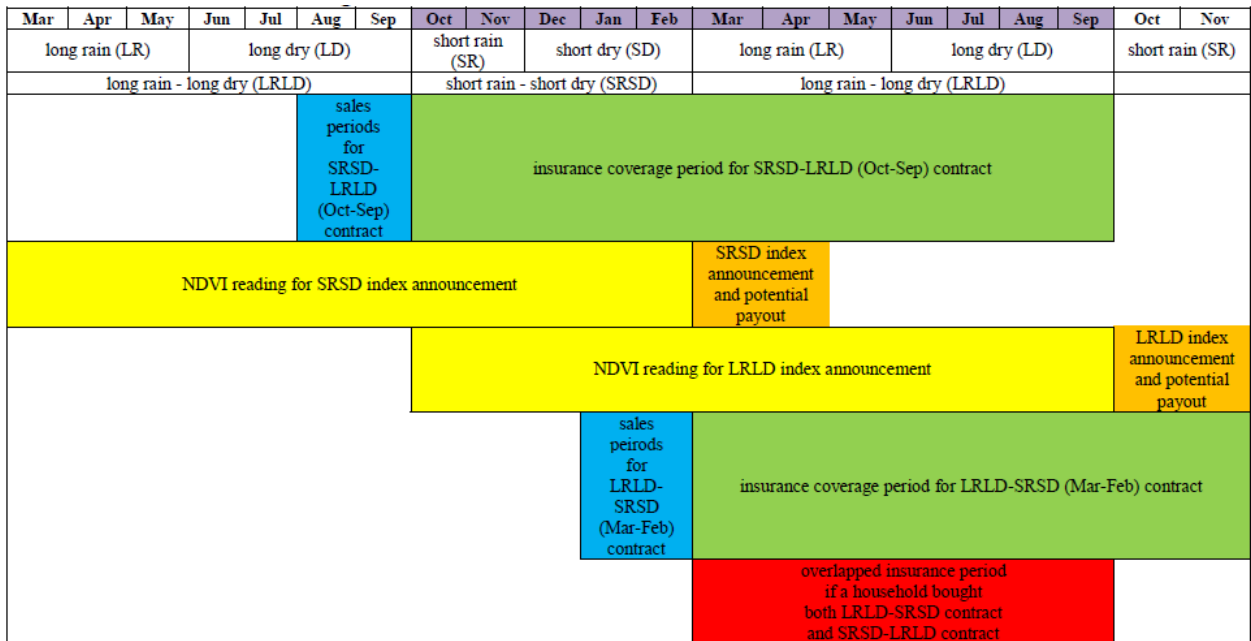 Mar Apr May Jun Jul Aug Sep Oct Nov Dec Jan Feb Mar Apr May Jun Jul Aug Sep Oct Nov
long rain (LR) long dry (LD) short rain (SR) short dry (SD) long rain (LR) long dry (LD) short rain (SR)
long rain - long dry (LRLD) short rain - short dry (SRSD) long rain - long dry (LRLD)
sales
periods
for
SRSD-
LRLD
(Oct-Sep)
contract
insurance coverage period for SRSD-LRLD (Oct-Sep) contract
NDVI reading for SRSD index announcement
SRSD index
announcement
and potential
payout
NDVI reading for LRLD index announcement
LRLD index
announcement
and potential
payout
sales
peirods
for
LRLD-
SRSD
(Mar-Feb)
contract
insurance coverage period for LRLD-SRSD (Mar-Feb) contract
overlapped insurance period
if a household bought
both LRLD-SRSD contract
and SRSD-LRLD contract